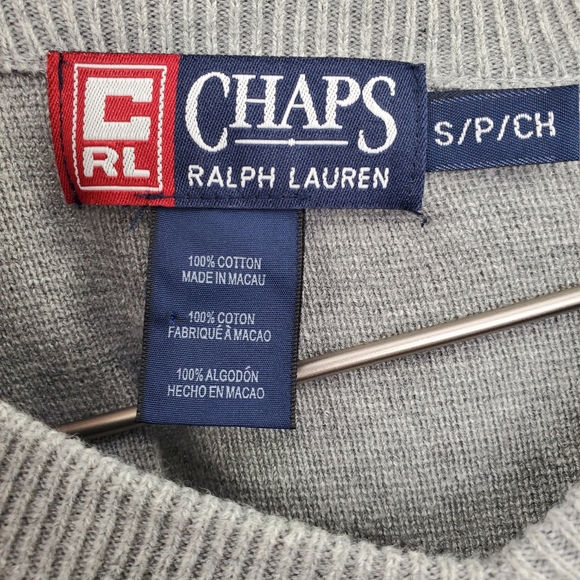 C
RL
CHAPS
RALPH LAUREN
S/P/CH
100% COTTON
MADE IN MACAU
100% COTON
FABRIQUÉ À MACAO
100% ALGODÓN
HECHO EN MACAO